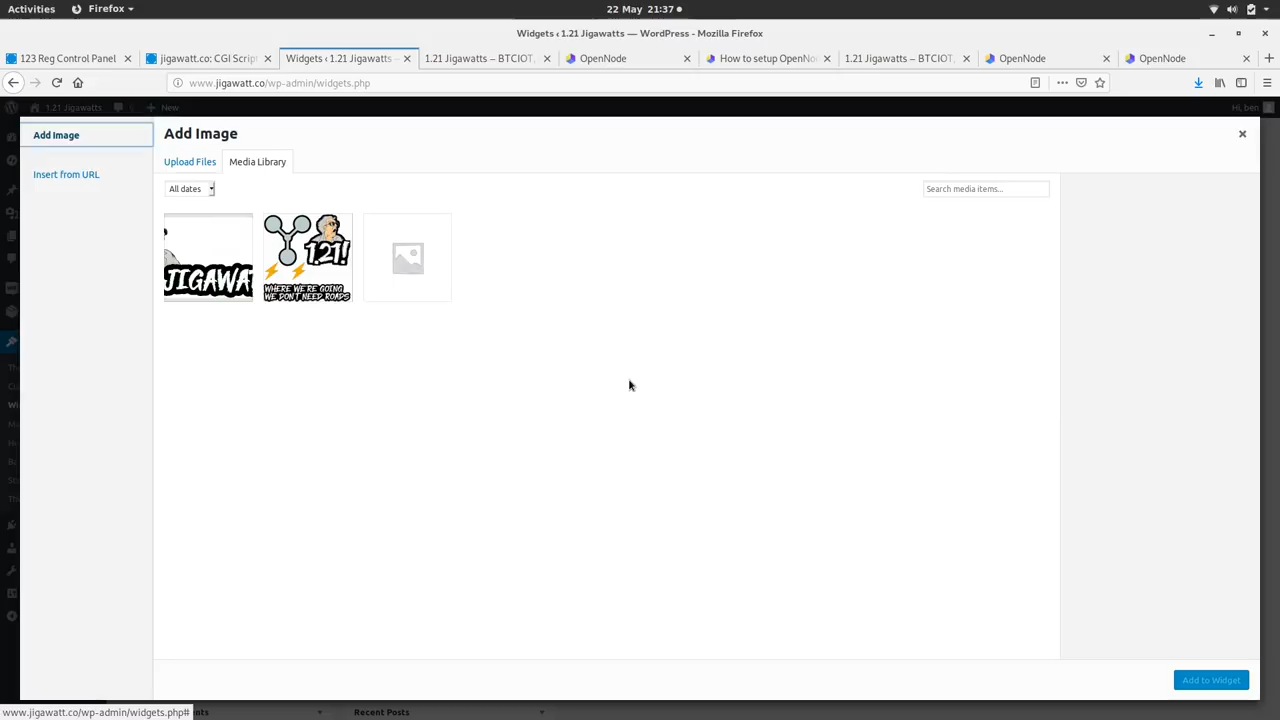 Activities
Firefox
22 May 21:37
Widgets ‹ 1.21 Jigawatts — WordPress - Mozilla Firefox
123 Reg Control Panel
jigawatt.co: CGI Script
Widgets ‹ 1.21 Jigawatts —
1.21 Jigawatts – BTCIOT,
OpenNode
How to setup OpenNo
1.21 Jigawatts – BTCIOT,
OpenNode
OpenNode
www.jigawatt.co/wp-admin/widgets.php
1.21 Jigawatts
New
Hi, ben
Add Image
Insert from URL
Add Image
Upload Files
Media Library
All dates
Search media items...
JIGAWA
1.21!
WHERE WE'RE GOING
WE DON'T NEED ROADS
Add to Widget
www.jigawatt.co/wp-admin/widgets.php#
nts
Recent Posts